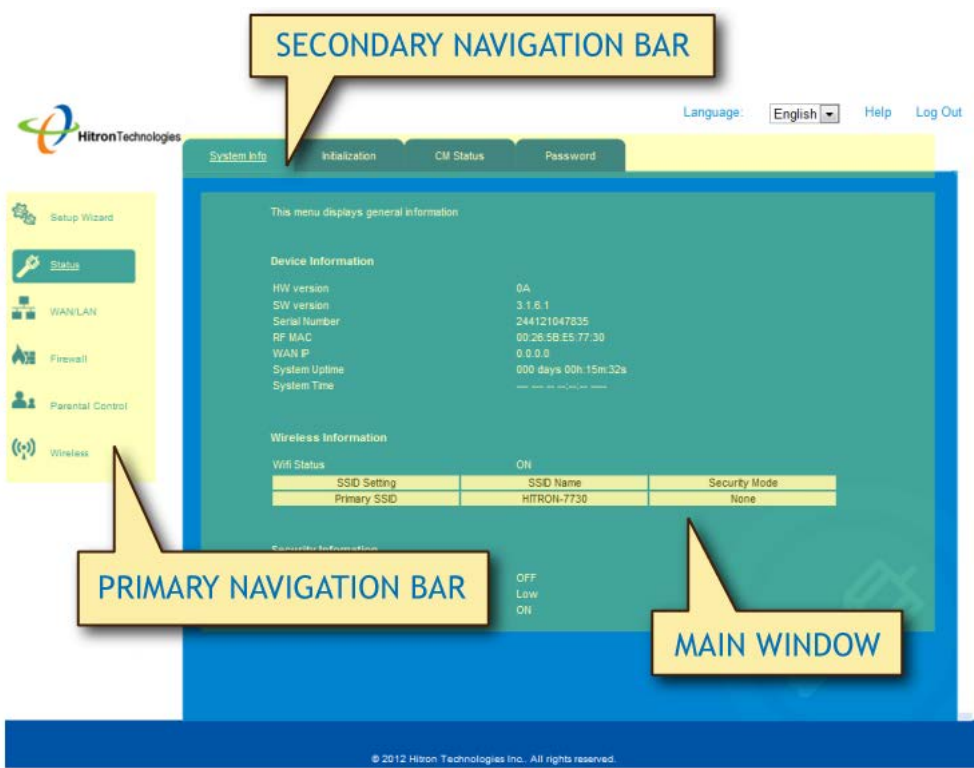 SECONDARY NAVIGATION BAR
Language: English Help Log Out
HitronTechnologies
System Info Initialization CM Status Password
Setup Wizard
Status
WAN/LAN
Firewall
Parental Control
Wireless
This menu displays general information
Device Information
HW version 0A
SW version 3.1.6.1
Serial Number 244121047835
RF MAC 00:26:5B:E5:77:30
WAN IP 0.0.0.0
System Uptime 000 days 00h:15m:32s
System Time --- --- -- --:--:-- ----
Wireless Information
Wifi Status ON
SSID Setting SSID Name Security Mode
Primary SSID HITRON-7730 None
OFF
Low
ON
PRIMARY NAVIGATION BAR
MAIN WINDOW
© 2012 Hitron Technologies Inc.. All rights reserved.